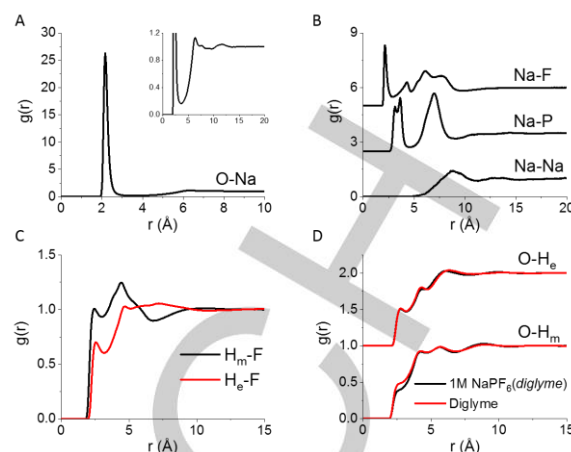 A
g(r)
30
25
20
15
10
5
0
0 2 4 6 8 10
r (Å)
1.2
0.8
0.4
0.0
0 5 10 15 20
O-Na
B
g(r)
9
6
3
0
0 5 10 15 20
r (Å)
Na-F
Na-P
Na-Na
C
g(r)
1.5
1.0
0.5
0.0
0 5 10 15
r (Å)
Hm-F
He-F
D
g(r)
2.0
1.5
1.0
0.5
0.0
0 5 10 15
r (Å)
O-He
O-Hm
1M NaPF6(diglyme)
Diglyme